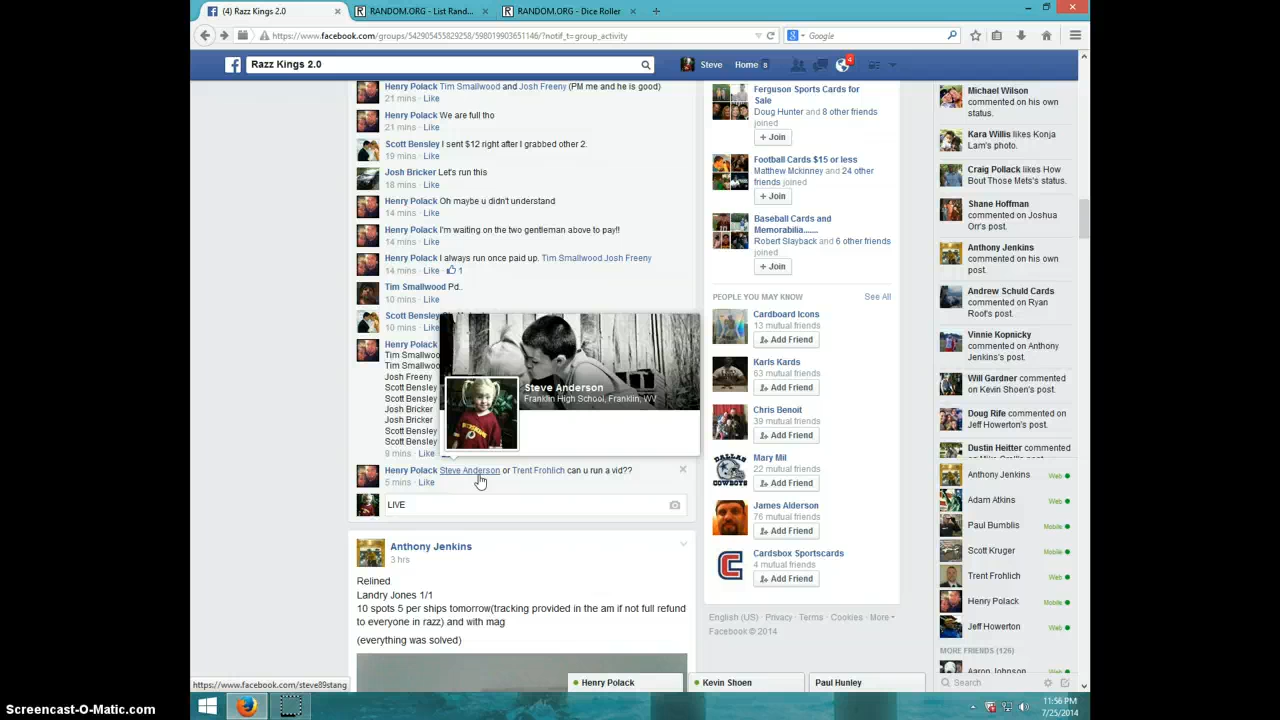 (4) Razz Kings 2.0
RANDOM.ORG - List Rand...
RANDOM.ORG - Dice Roller
https://www.facebook.com/groups/542905455829258/598019903651146/?notif_t=group_activity
Google
Razz Kings 2.0
Steve
Home 8
4
Henry Polack Tim Smallwood and Josh Freeny (PM me and he is good)
21 mins · Like
Henry Polack We are full tho
21 mins · Like
Scott Bensley I sent $12 right after I grabbed other 2.
19 mins · Like
Josh Bricker Let's run this
18 mins · Like
Henry Polack Oh maybe u didn't understand
14 mins · Like
Henry Polack I'm waiting on the two gentleman above to pay!!
14 mins · Like
Henry Polack I always run once paid up. Tim Smallwood Josh Freeny
14 mins · Like · 1
Tim Smallwood Pd..
10 mins · Like
Scott Bensley
10 mins · Like
Henry Polack
Tim Smallwood
Tim Smallwood
Josh Freeny
Scott Bensley
Scott Bensley
Josh Bricker
Josh Bricker
Scott Bensley
Scott Bensley
9 mins · Like
Steve Anderson
Franklin High School, Franklin, WV
Henry Polack Steve Anderson or Trent Frohlich can u run a vid??
5 mins · Like
LIVE
Anthony Jenkins
3 hrs
Relined
Landry Jones 1/1
10 spots 5 per ships tomorrow(tracking provided in the am if not full refund
to everyone in razz) and with mag
(everything was solved)
Ferguson Sports Cards for
Sale
Doug Hunter and 8 other friends
joined
+ Join
Football Cards $15 or less
Matthew Mckinney and 24 other
friends joined
+ Join
Baseball Cards and
Memorabilia.......
Robert Slayback and 6 other friends
joined
+ Join
PEOPLE YOU MAY KNOW
See All
Cardboard Icons
13 mutual friends
Add Friend
Karls Kards
63 mutual friends
Add Friend
Chris Benoit
39 mutual friends
Add Friend
Mary Mil
22 mutual friends
Add Friend
James Alderson
76 mutual friends
Add Friend
Cardsbox Sportscards
4 mutual friends
Add Friend
English (US) · Privacy · Terms · Cookies · More
Facebook © 2014
Michael Wilson
commented on his own
status.
Kara Willis likes Konja
Lam's photo.
Craig Pollack likes How
Bout Those Mets's status.
Shane Hoffman
commented on Joshua
Orr's post.
Anthony Jenkins
commented on his own
post.
Andrew Schuld Cards
commented on Ryan
Root's post.
Vinnie Kopnicky
commented on Anthony
Jenkins's post.
Will Gardner commented
on Kevin Shoen's post.
Doug Rife commented on
Jeff Howerton's post.
Dustin Heitter commented
Anthony Jenkins Web
Adam Atkins Web
Paul Bumblis Mobile
Scott Kruger Mobile
Trent Frohlich Web
Henry Polack Mobile
Jeff Howerton Web
MORE FRIENDS (126)
Aaron Johnson
Search
https://www.facebook.com/steve89stang
Henry Polack
Kevin Shoen
Paul Hunley
11:56 PM
7/25/2014
Screencast-O-Matic.com